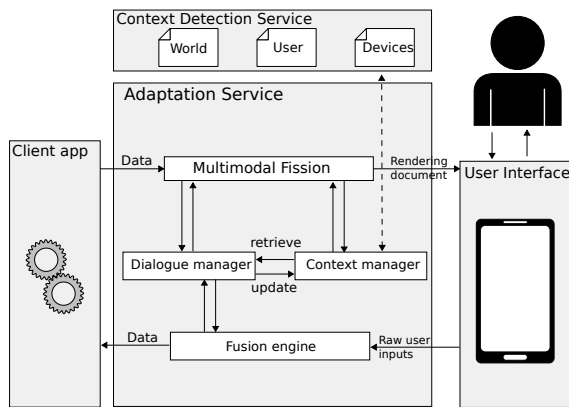 Context Detection Service
World
User
Devices
Adaptation Service
Client app
Data
Multimodal Fission
Rendering
document
User Interface
retrieve
Dialogue manager
Context manager
update
Data
Fusion engine
Raw user
inputs